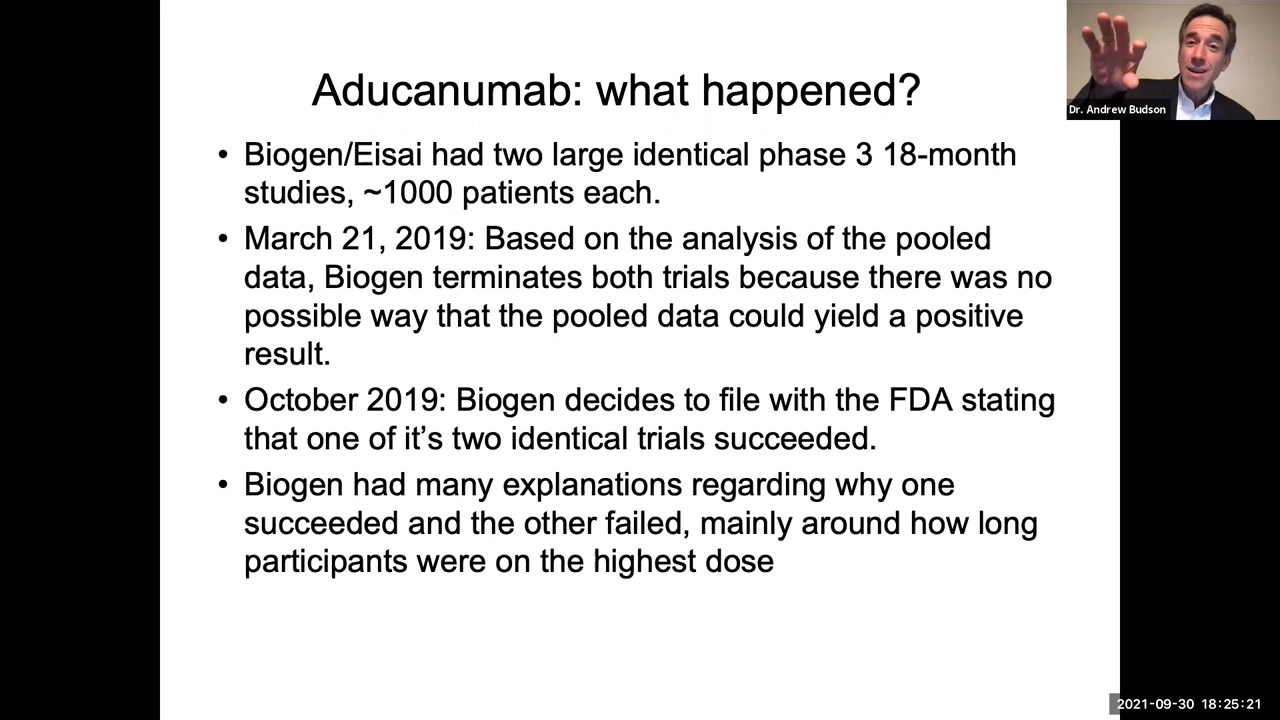 Aducanumab: what happened?
• Biogen/Eisai had two large identical phase 3 18-month
studies, ~1000 patients each.
• March 21, 2019: Based on the analysis of the pooled
data, Biogen terminates both trials because there was no
possible way that the pooled data could yield a positive
result.
• October 2019: Biogen decides to file with the FDA stating
that one of it’s two identical trials succeeded.
• Biogen had many explanations regarding why one
succeeded and the other failed, mainly around how long
participants were on the highest dose
Dr. Andrew Budson
2021-09-30 18:25:21